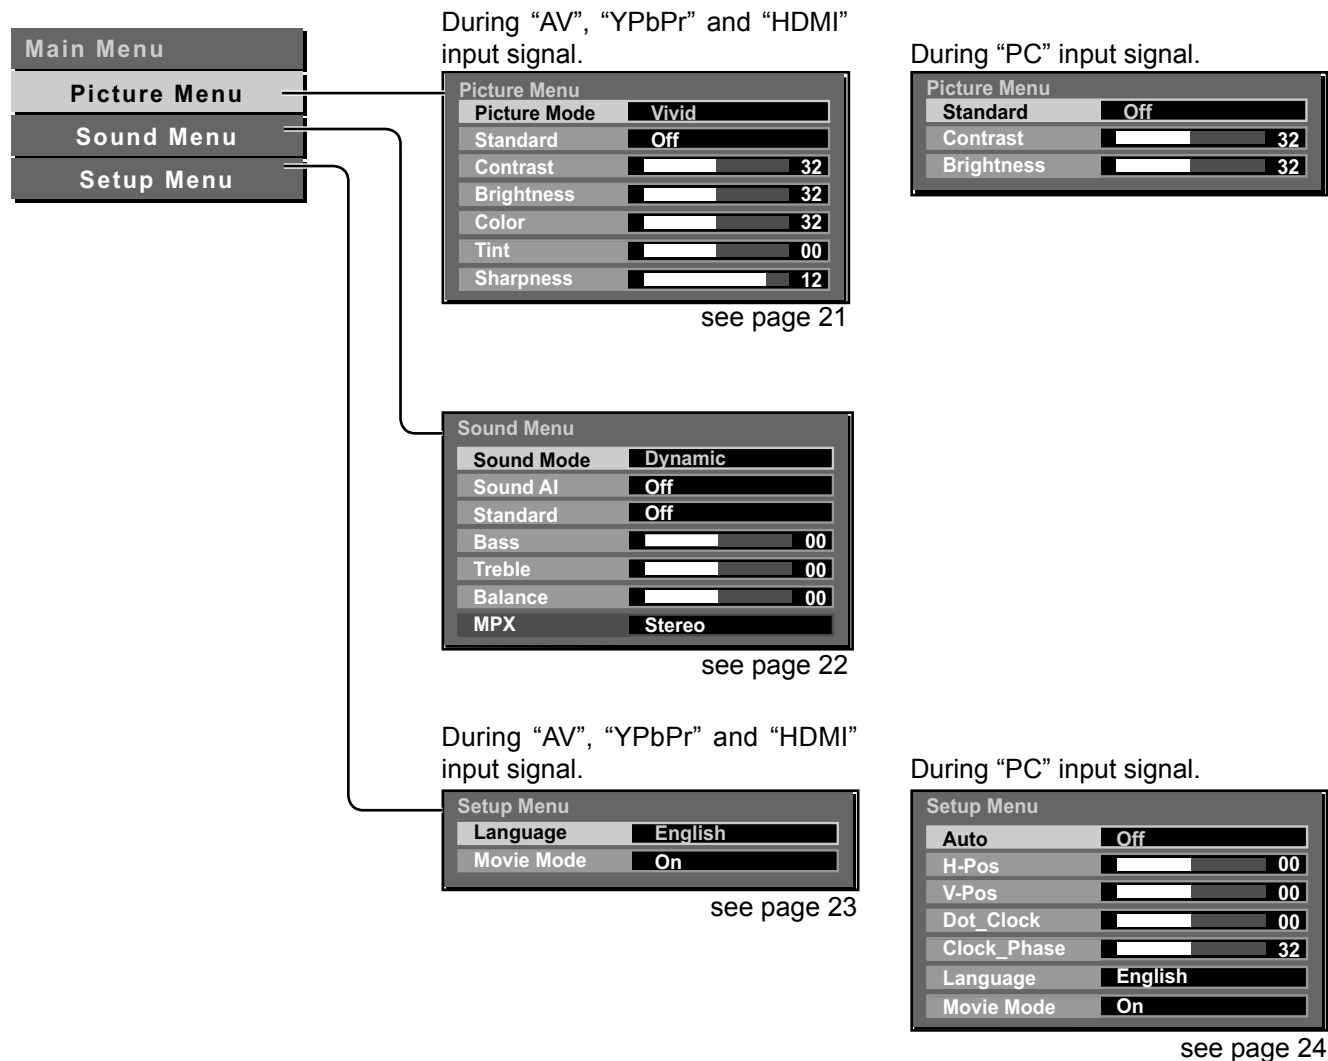 Main Menu
Picture Menu
Sound Menu
Setup Menu
During “AV”, “YPbPr” and “HDMI”
input signal.
Picture Menu
Picture Mode Vivid
Standard Off
Contrast 32
Brightness 32
Color 32
Tint 00
Sharpness 12
see page 21
During “PC” input signal.
Picture Menu
Standard Off
Contrast 32
Brightness 32
Sound Menu
Sound Mode Dynamic
Sound AI Off
Standard Off
Bass 00
Treble 00
Balance 00
MPX Stereo
see page 22
During “AV”, “YPbPr” and “HDMI”
input signal.
Setup Menu
Language English
Movie Mode On
see page 23
During “PC” input signal.
Setup Menu
Auto Off
H-Pos 00
V-Pos 00
Dot_Clock 00
Clock_Phase 32
Language English
Movie Mode On
see page 24